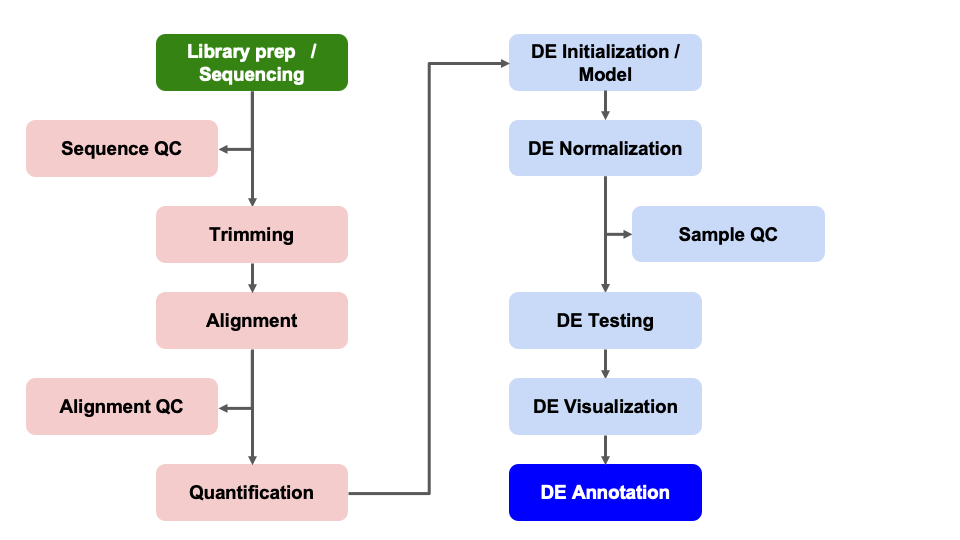 Library prep /
Sequencing
Sequence QC
Trimming
Alignment
Alignment QC
Quantification
DE Initialization /
Model
DE Normalization
Sample QC
DE Testing
DE Visualization
DE Annotation